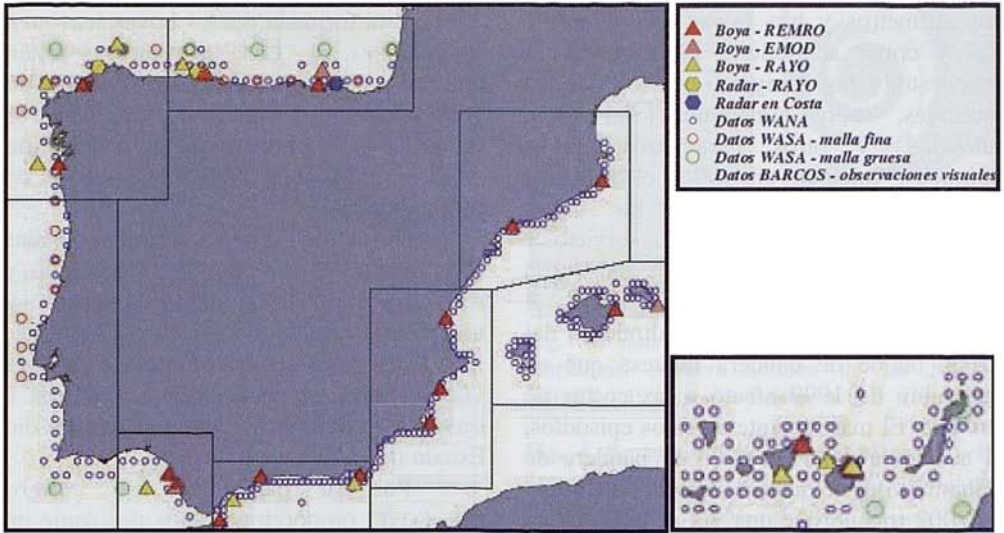 Boya - REMRO
Boya - EMOD
Boya - RAYO
Radar - RAYO
Radar en Costa
Datos WANA
Datos WASA - malla fina
Datos WASA - malla gruesa
Datos BARCOS - observaciones visuales